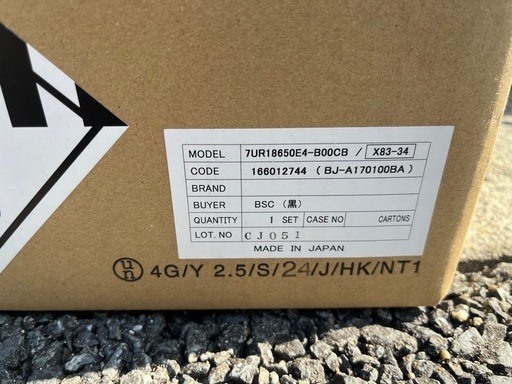 MODEL 7UR18650E4-B00CB / X83-34
CODE 166012744 (BJ-A170100BA)
BRAND
BUYER BSC (黒)
QUANTITY 1 SET CASE NO CARTONS
LOT. NO CJ051
MADE IN JAPAN
un 4G/Y 2.5/S/24/J/HK/NT1